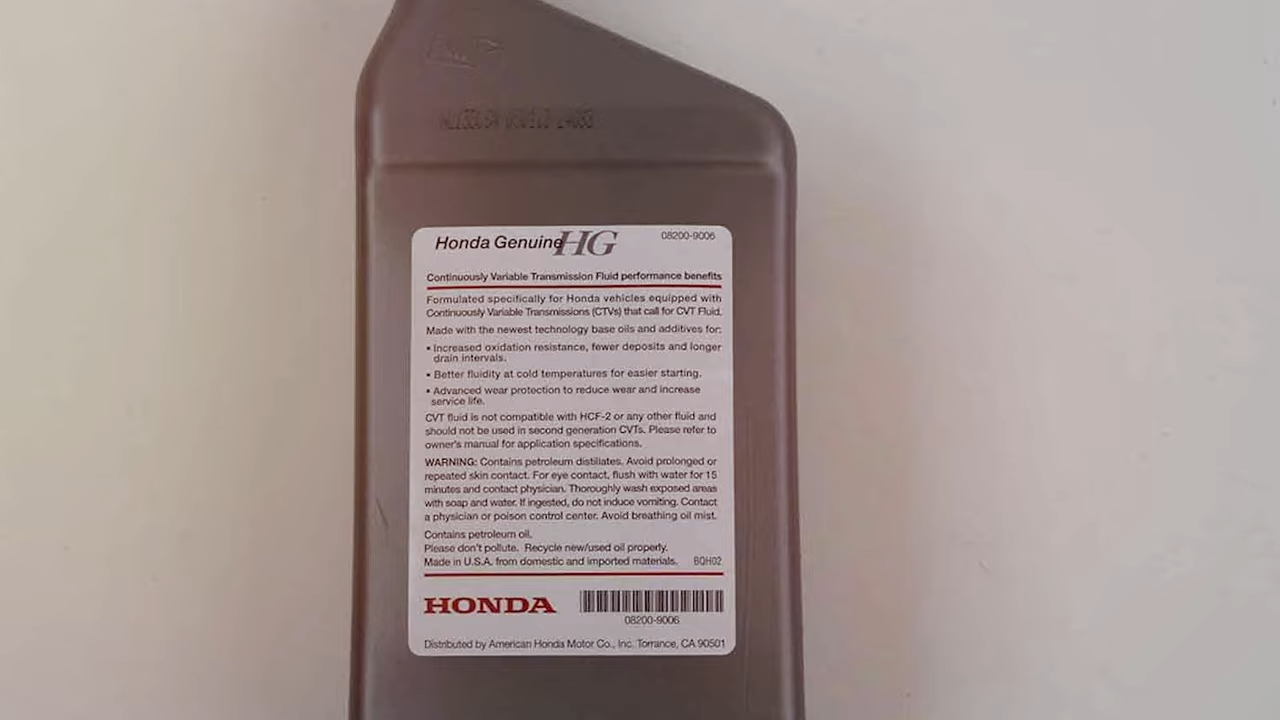 Honda Genuine HG 08200-9006
Continuously Variable Transmission Fluid performance benefits
Formulated specifically for Honda vehicles equipped with
Continuously Variable Transmissions (CTVs) that call for CVT Fluid.
Made with the newest technology base oils and additives for:
• Increased oxidation resistance, fewer deposits and longer
drain intervals.
• Better fluidity at cold temperatures for easier starting.
• Advanced wear protection to reduce wear and increase
service life.
CVT fluid is not compatible with HCF-2 or any other fluid and
should not be used in second generation CVTs. Please refer to
owner's manual for application specifications.
WARNING: Contains petroleum distillates. Avoid prolonged or
repeated skin contact. For eye contact, flush with water for 15
minutes and contact physician. Thoroughly wash exposed areas
with soap and water. If ingested, do not induce vomiting. Contact
a physician or poison control center. Avoid breathing oil mist.
Contains petroleum oil.
Please don't pollute. Recycle new/used oil properly.
Made in U.S.A. from domestic and imported materials. BQH02
HONDA
08200-9006
Distributed by American Honda Motor Co., Inc. Torrance, CA 90501